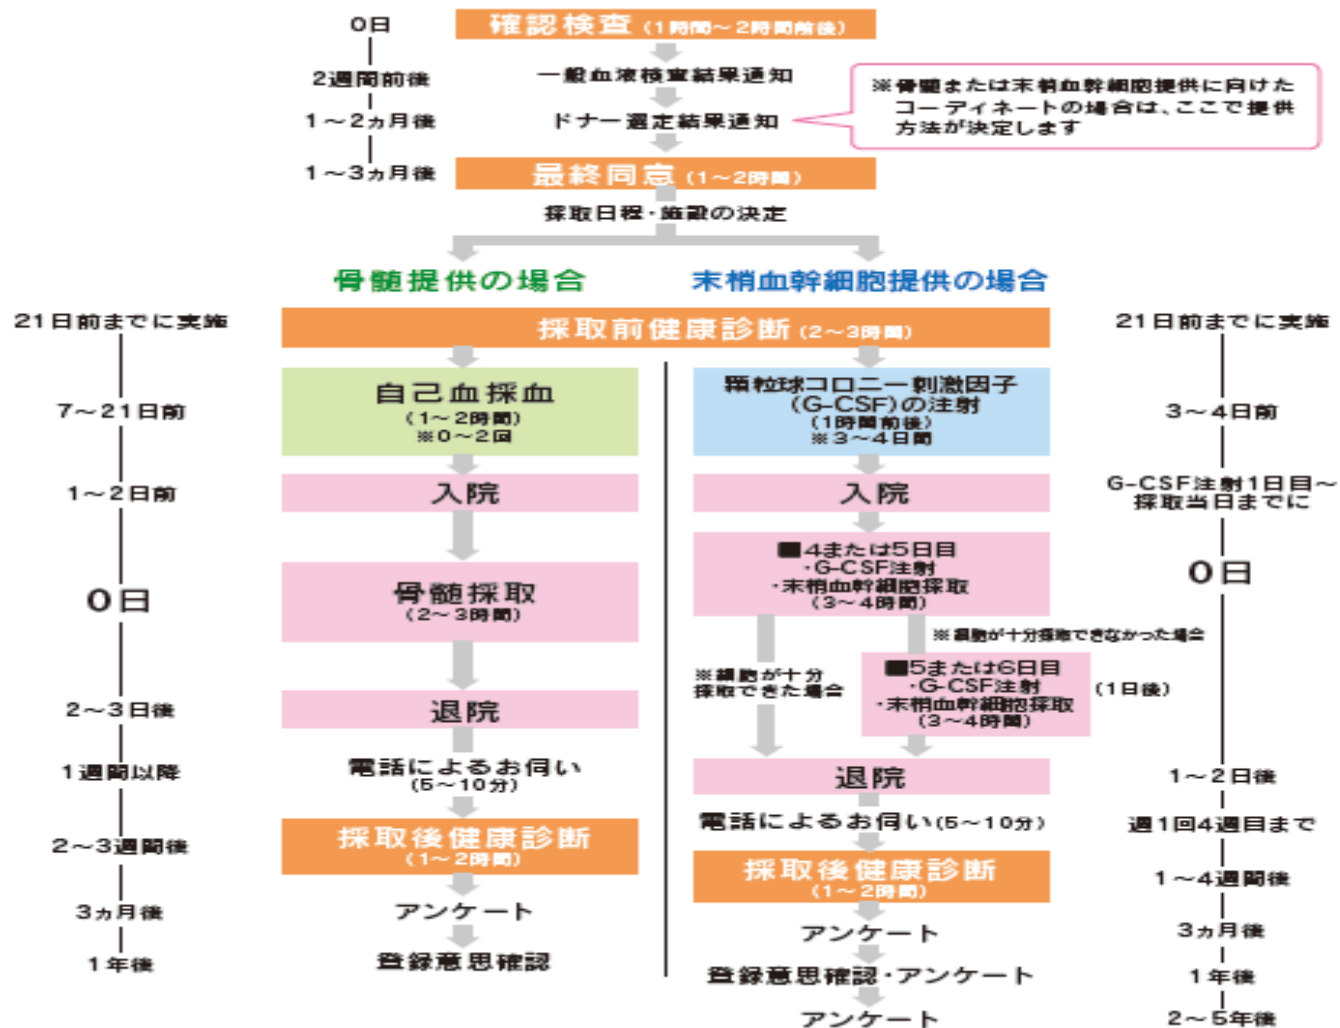 0日
確認検査(1時間～2時間前後)
2週間前後
一般血液検査結果通知
1～2ヵ月後
ドナー選定結果通知
※骨髄または末梢血幹細胞提供に向けた
コーディネートの場合は、ここで提供
方法が決定します
1～3ヵ月後
最終同意(1～2時間)
採取日程・施設の決定
骨髄提供の場合
末梢血幹細胞提供の場合
21日前までに実施
採取前健康診断(2～3時間)
21日前までに実施
7～21日前
自己血採血
(1～2時間)
※0～2回
顆粒球コロニー刺激因子
(G-CSF)の注射
(1時間前後)
※3～4日間
3～4日前
1～2日前
入院
入院
G-CSF注射1日目～
採取当日までに
0日
骨髄採取
(2～3時間)
■4または5日目
・G-CSF注射
・末梢血幹細胞採取
(3～4時間)
0日
※細胞が十分採取できなかった場合
※細胞が十分
採取できた場合
■5または6日目
・G-CSF注射
・末梢血幹細胞採取
(3～4時間)
(1日後)
2～3日後
退院
退院
1～2日後
1週間以降
電話によるお伺い
(5～10分)
電話によるお伺い(5～10分)
週1回4週目まで
2～3週間後
採取後健康診断
(1～2時間)
採取後健康診断
(1～2時間)
1～4週間後
3ヵ月後
アンケート
アンケート
3ヵ月後
1年後
登録意思確認
登録意思確認・アンケート
1年後
アンケート
2～5年後